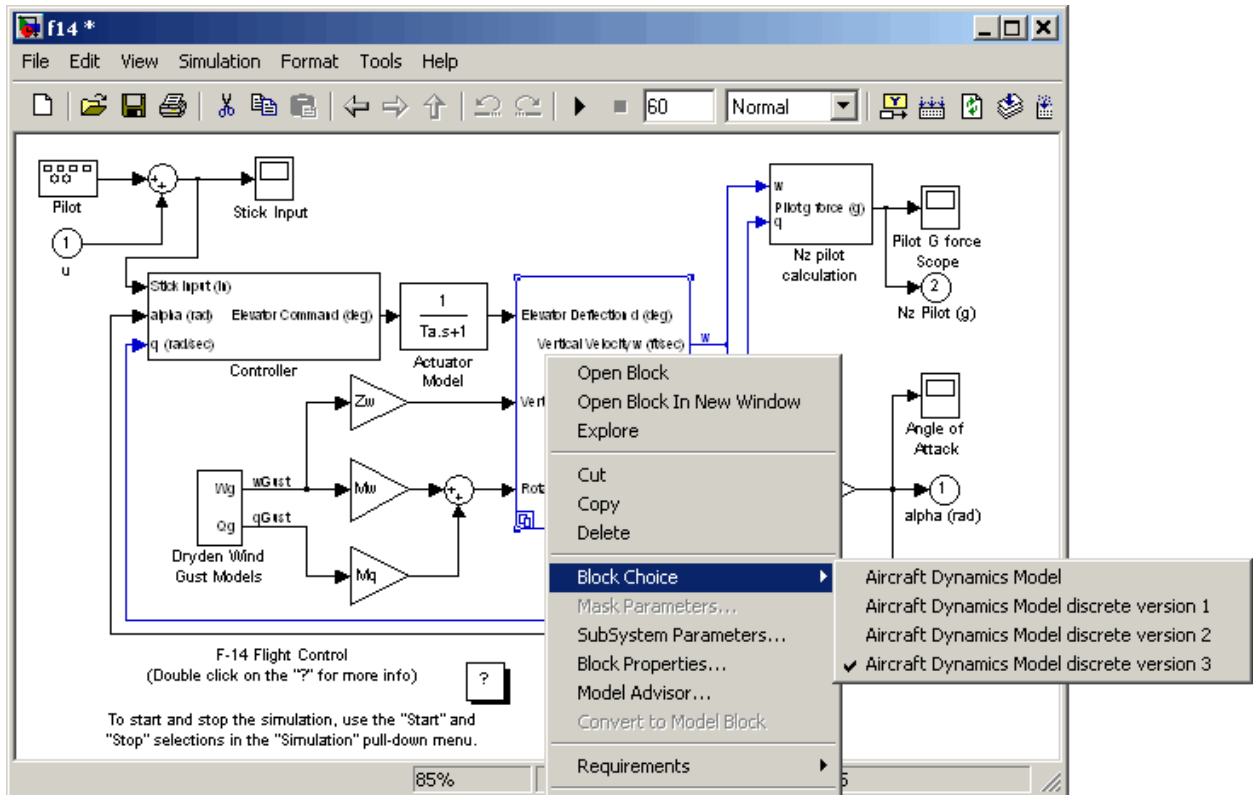 f14 *
File Edit View Simulation Format Tools Help
60 Normal
Pilot
Stick Input
1
u
w
Pilot g force (g)
q
Nz pilot
calculation
Pilot G force
Scope
2
Nz Pilot (g)
Stick Input (in)
alpha (rad) Elevator Command (deg)
q (rad/sec)
Controller
1
Ta.s+1
Actuator
Model
Elevator Deflection d (deg)
Vertical Velocity w (ft/sec)
w
Zw
Vert
Mw
Rota
Mq
Wg wGust
Qg qGust
Dryden Wind
Gust Models
Angle of
Attack
1
alpha (rad)
Open Block
Open Block In New Window
Explore
Cut
Copy
Delete
Block Choice
Mask Parameters...
SubSystem Parameters...
Block Properties...
Model Advisor...
Convert to Model Block
Requirements
Aircraft Dynamics Model
Aircraft Dynamics Model discrete version 1
Aircraft Dynamics Model discrete version 2
Aircraft Dynamics Model discrete version 3
F-14 Flight Control
(Double click on the "?" for more info)
?
To start and stop the simulation, use the "Start" and
"Stop" selections in the "Simulation" pull-down menu.
85%